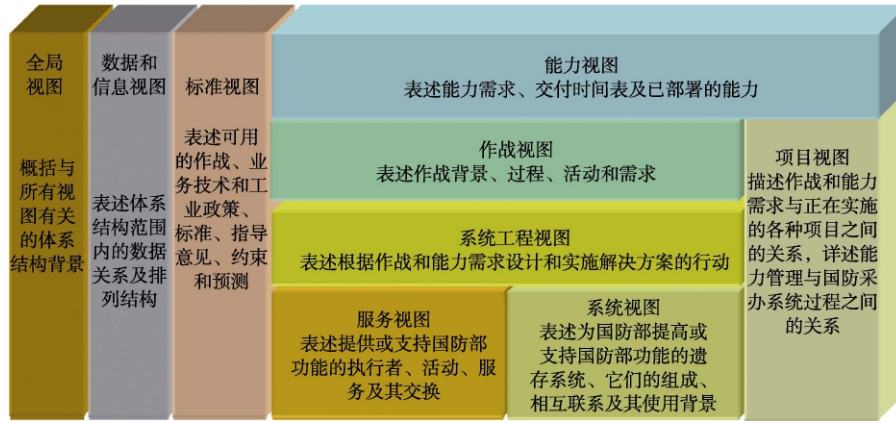 全局
视图
概括与
所有视
图有关
的体系
结构背景
数据和
信息视图
表述体系
结构范围
内的数据
关系及排
列结构
标准视图
表述可用
的作战、业
务技术和工
业政策、
标准、指导
意见、约束
和预测
能力视图
表述能力需求、交付时间表及已部署的能力
作战视图
表述作战背景、过程、活动和需求
系统工程视图
表述根据作战和能力需求设计和实施解决方案的行动
服务视图
表述提供或支持国防部
功能的执行者、活动、服
务及其交换
系统视图
表述为国防部提高或
支持国防部功能的遗
存系统、它们的组成、
相互联系及其使用背景
项目视图
描述作战和能力
需求与正在实施
的各种项目之间
的关系，详述能
力管理与国防采
办系统过程之间
的关系